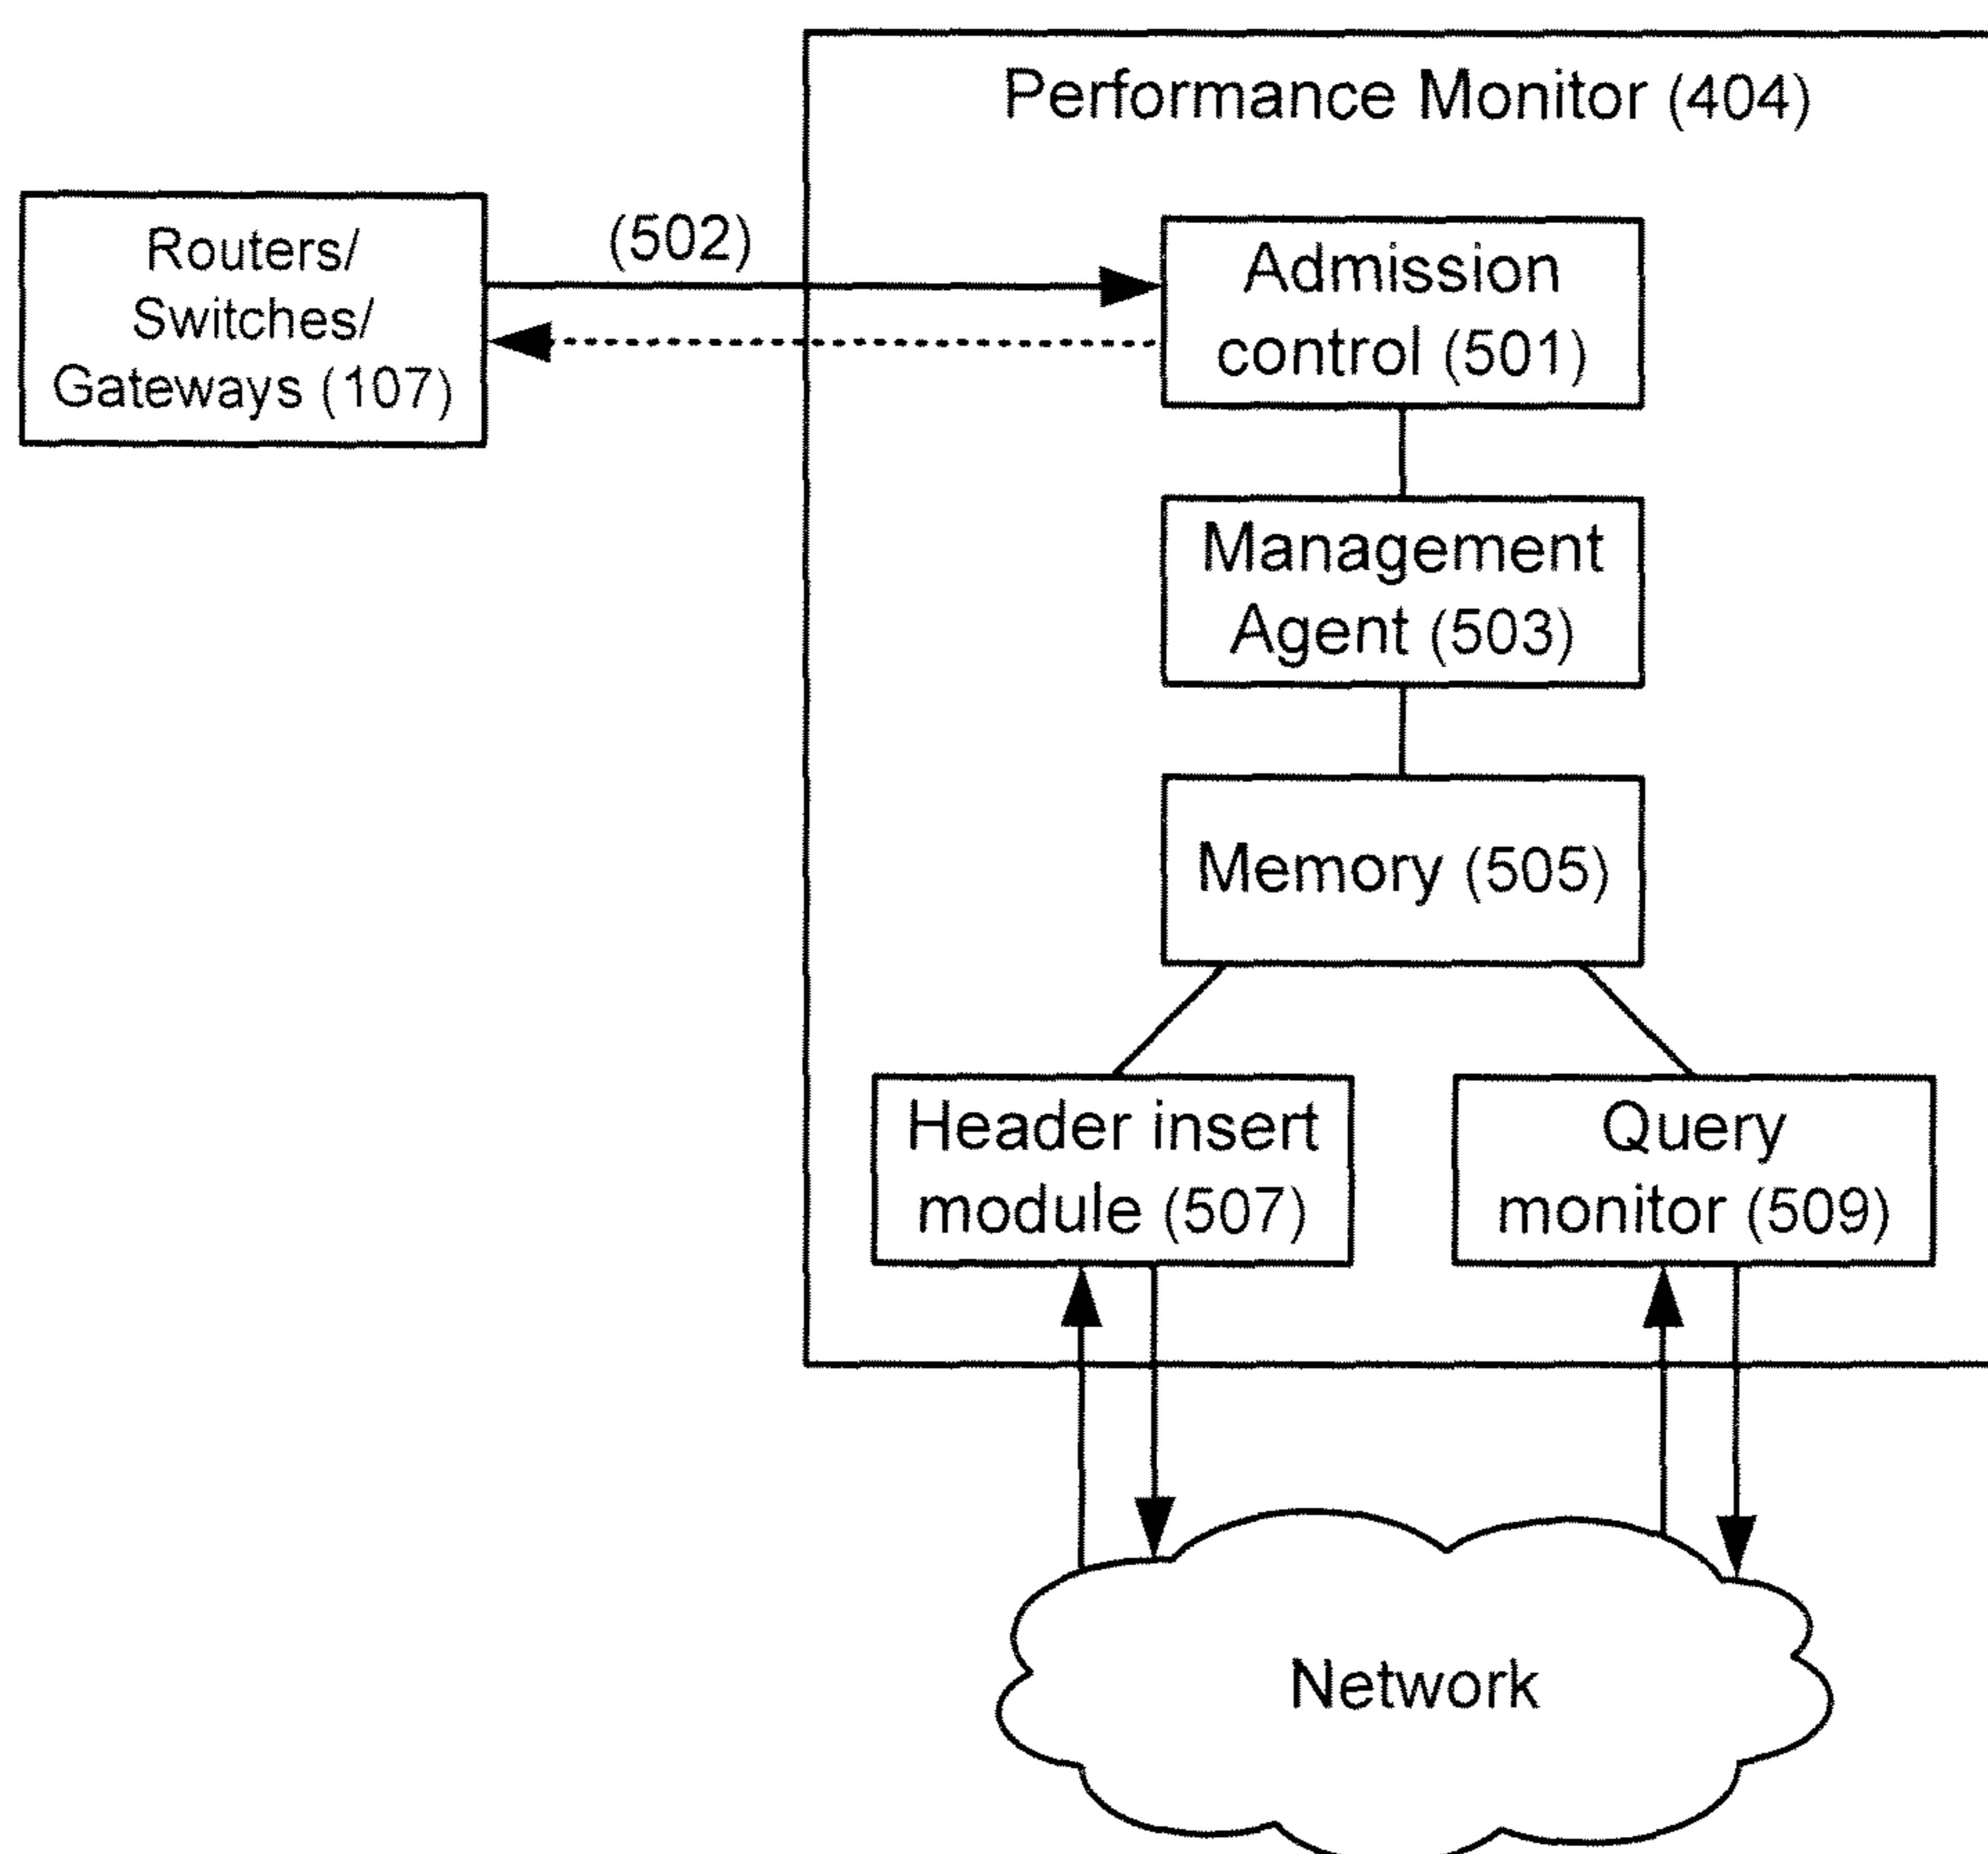 Performance Monitor (404)
Routers/
Switches/
Gateways (107)
(502)
Admission
control (501)
Management
Agent (503)
Memory (505)
Header insert
module (507)
Query
monitor (509)
Network